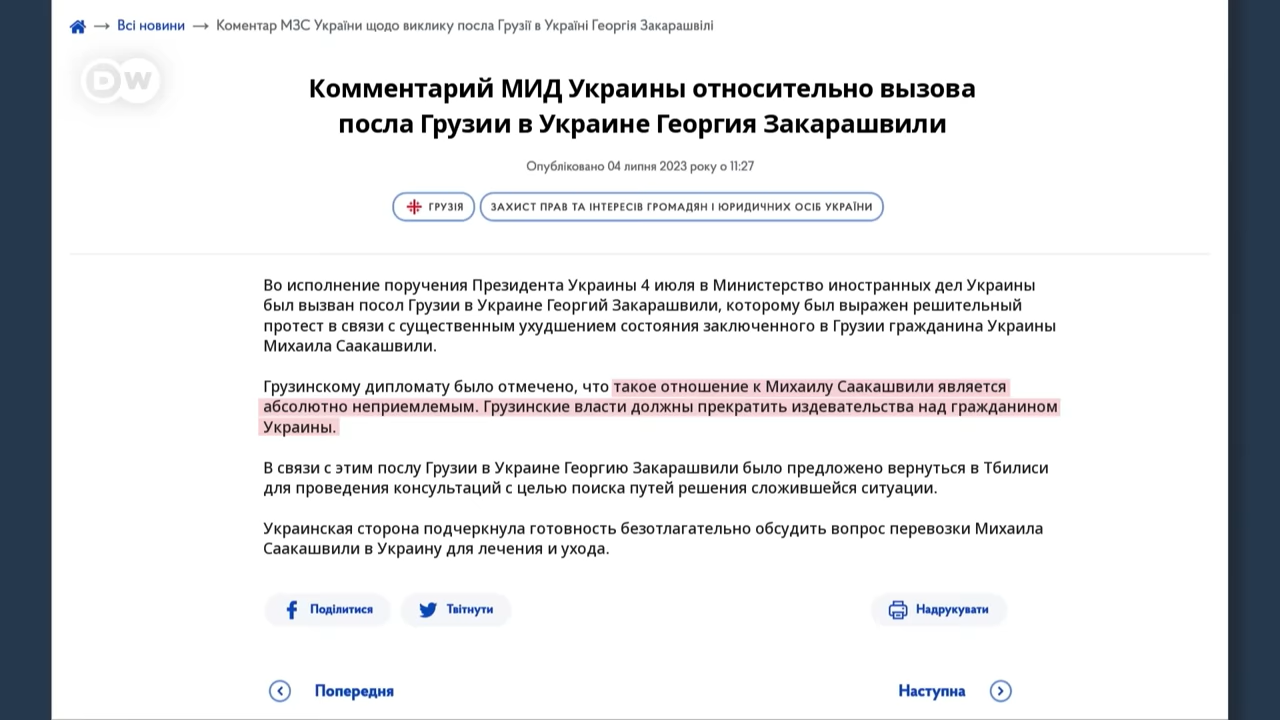 Всі новини → Коментар МЗС України щодо виклику посла Грузії в Україні Георгія Закарашвілі
DW
Комментарий МИД Украины относительно вызова
посла Грузии в Украине Георгия Закарашвили
Опубліковано 04 липня 2023 року о 11:27
ГРУЗІЯ
ЗАХИСТ ПРАВ ТА ІНТЕРЕСІВ ГРОМАДЯН І ЮРИДИЧНИХ ОСІБ УКРАЇНИ
Во исполнение поручения Президента Украины 4 июля в Министерство иностранных дел Украины
был вызван посол Грузии в Украине Георгий Закарашвили, которому был выражен решительный
протест в связи с существенным ухудшением состояния заключенного в Грузии гражданина Украины
Михаила Саакашвили.
Грузинскому дипломату было отмечено, что такое отношение к Михаилу Саакашвили является
абсолютно неприемлемым. Грузинские власти должны прекратить издевательства над гражданином
Украины.
В связи с этим послу Грузии в Украине Георгию Закарашвили было предложено вернуться в Тбилиси
для проведения консультаций с целью поиска путей решения сложившейся ситуации.
Украинская сторона подчеркнула готовность безотлагательно обсудить вопрос перевозки Михаила
Саакашвили в Украину для лечения и ухода.
Поділитися
Твітнути
Надрукувати
Попередня
Наступна